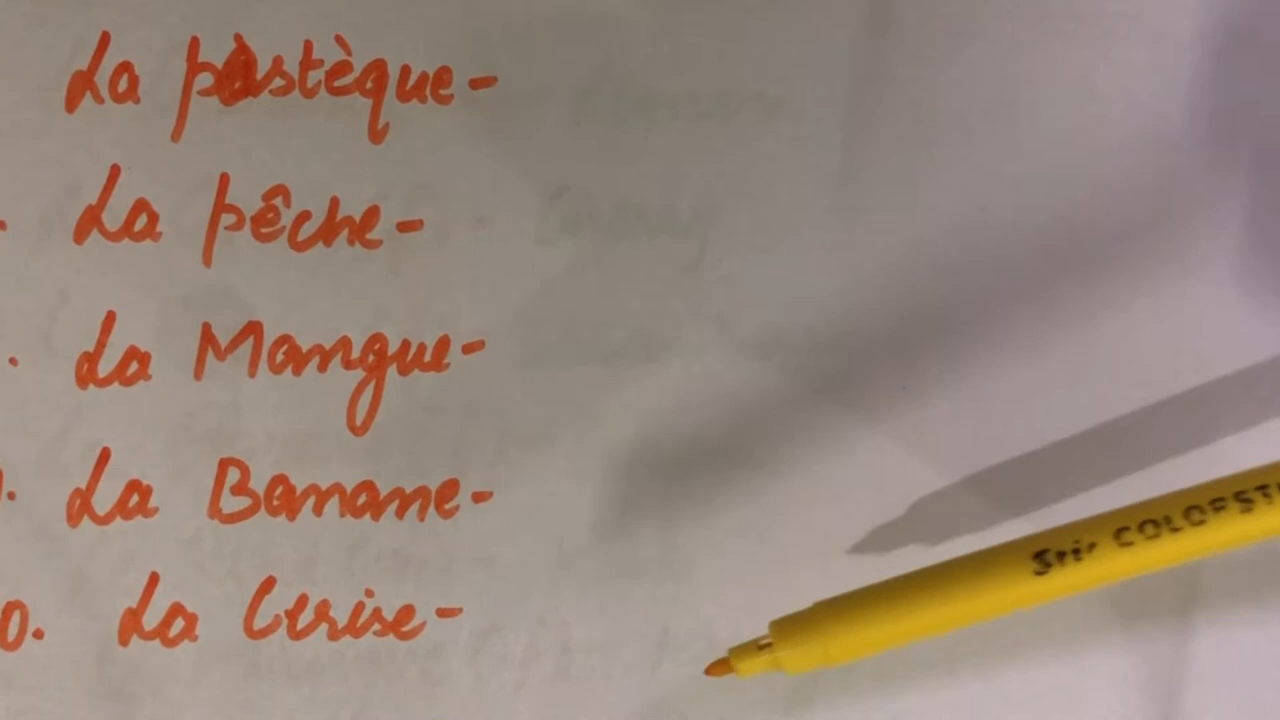 La pastèque-
. La pêche-
. La Mangue-
. La Banane-
0. La Cerise-